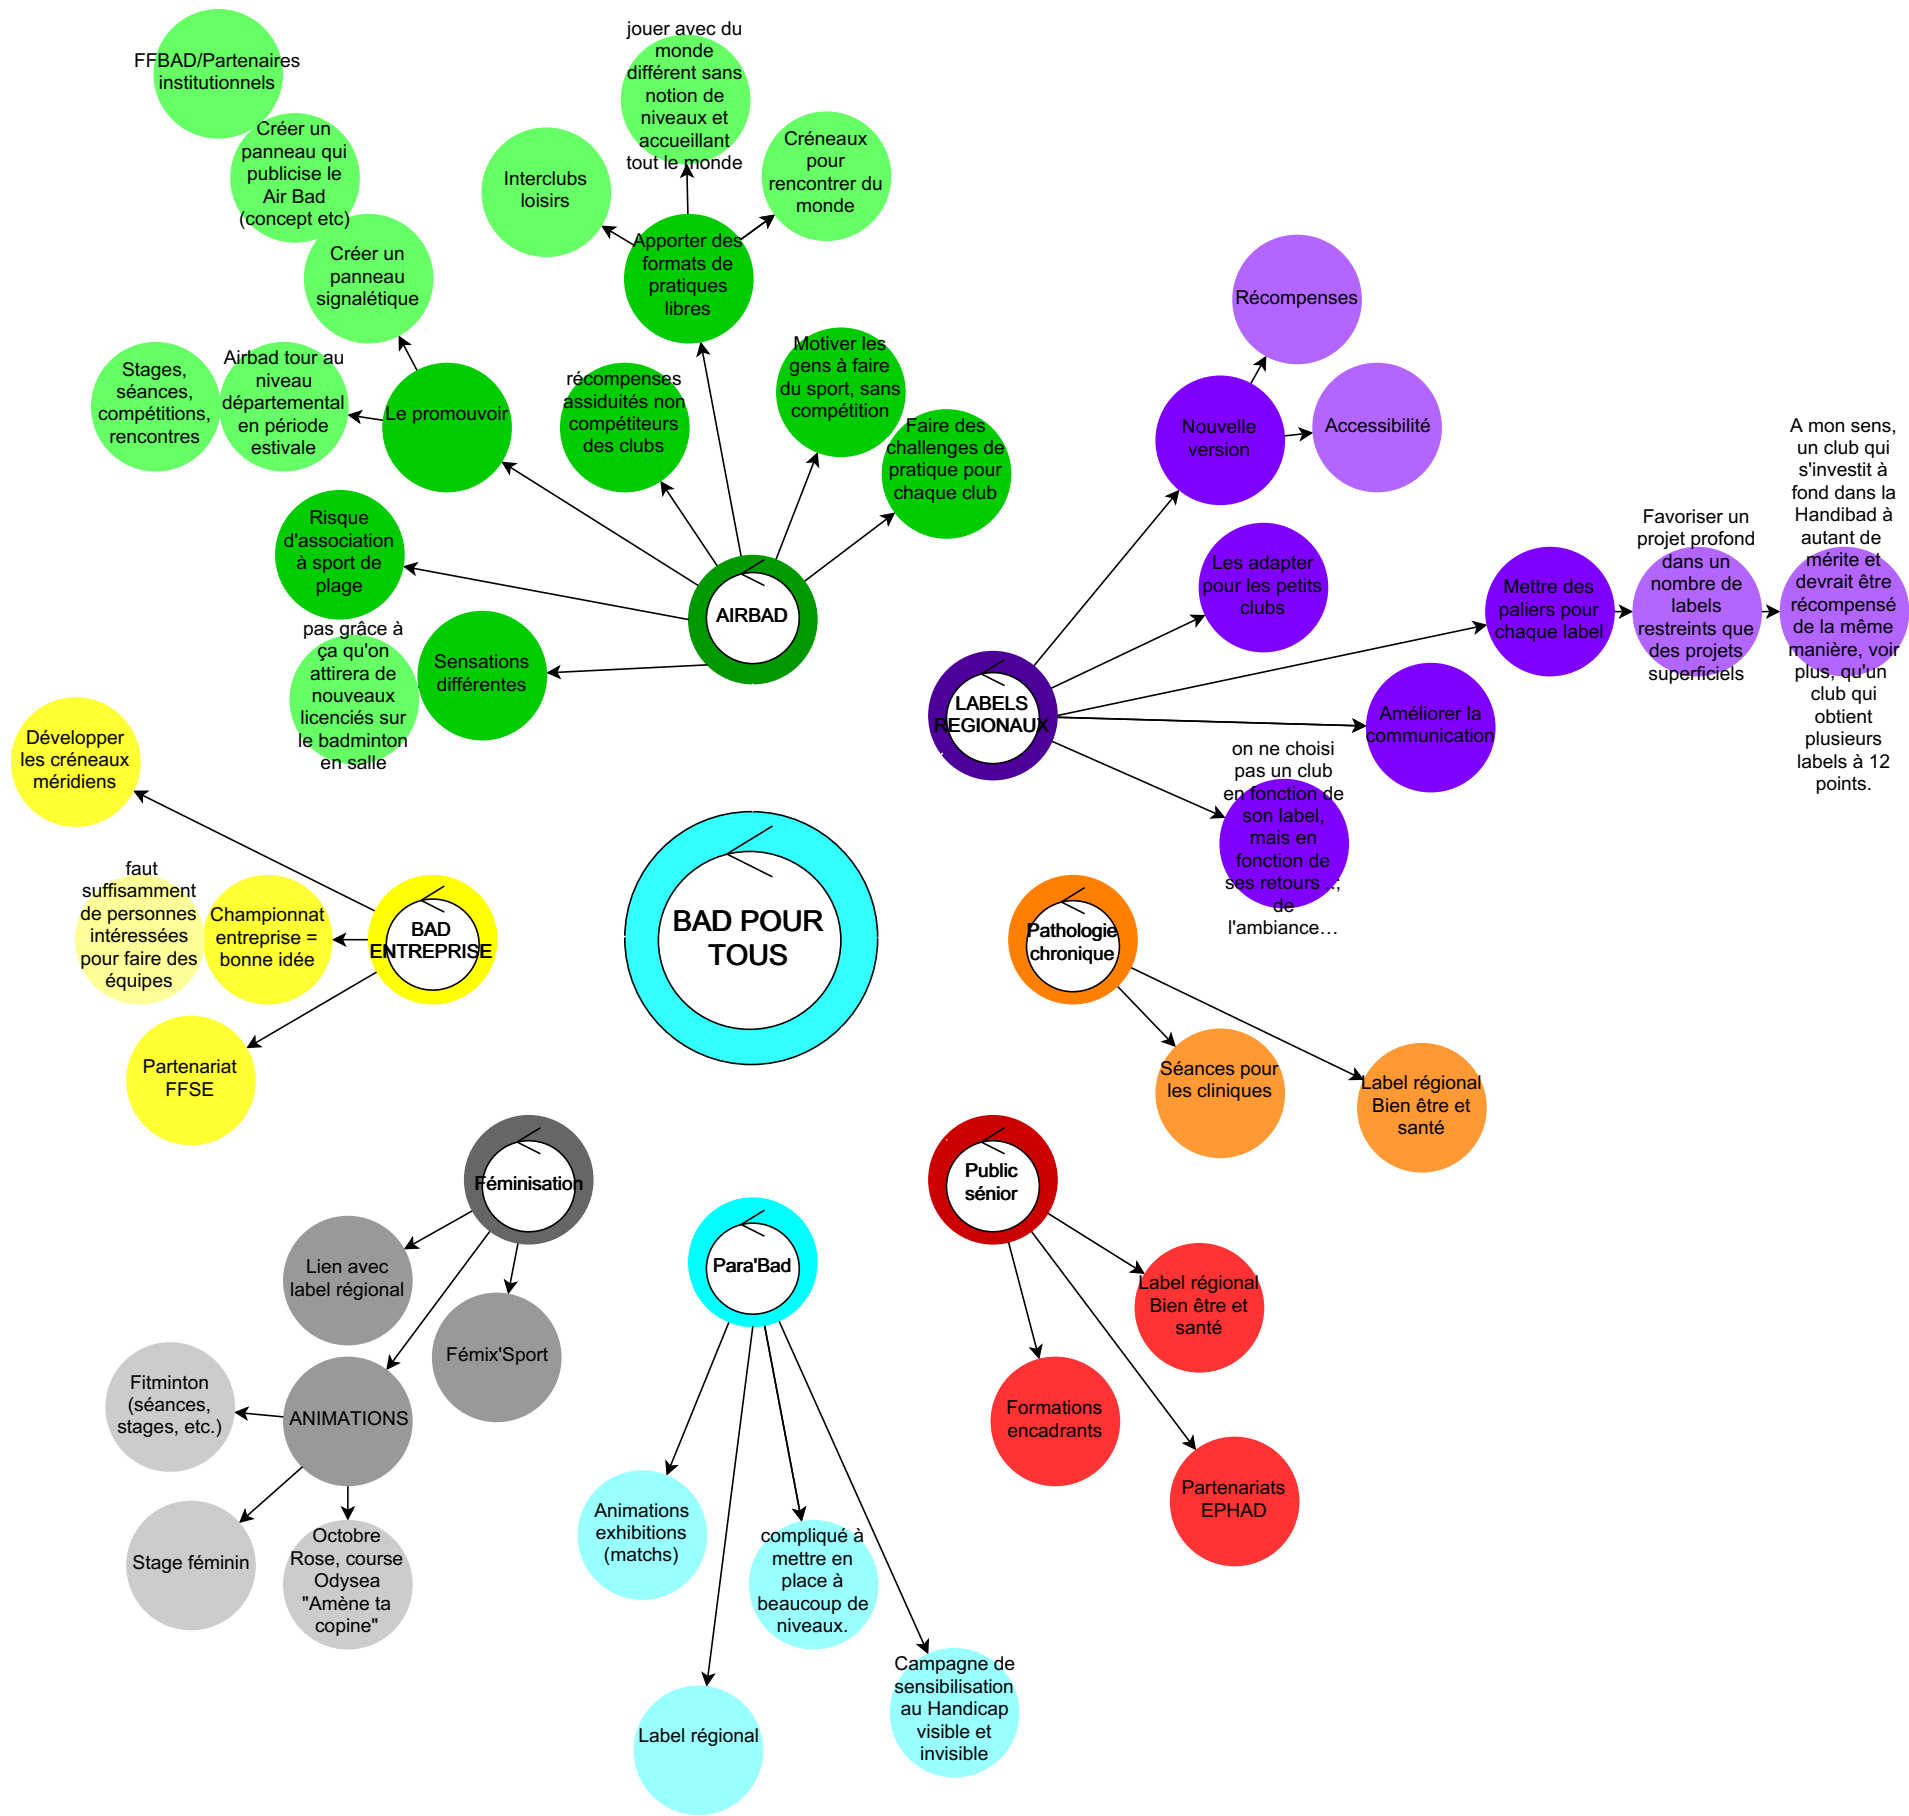 FFBAD/Partenaires
institutionnels
Créer un
panneau qui
publicise le
Air Bad
(concept etc)
Créer un
panneau
signalétique
jouer avec du
monde
différent sans
notion de
niveaux et
accueillant
tout le monde
Interclubs
loisirs
Créneaux
pour
rencontrer du
monde
Apporter des
formats de
pratiques
libres
Stages,
séances,
compétitions,
rencontres
Airbad tour au
niveau
départemental
en période
estivale
Le promouvoir
récompenses
assiduités non
compétiteurs
des clubs
Motiver les
gens à faire
du sport, sans
compétition
Faire des
challenges de
pratique pour
chaque club
Risque
d'association
à sport de
plage
AIRBAD
pas grâce à
ça qu'on
attirera de
nouveaux
licenciés sur
le badminton
en salle
Sensations
différentes
Récompenses
Nouvelle
version
Accessibilité
Les adapter
pour les petits
clubs
Mettre des
paliers pour
chaque label
Favoriser un
projet profond
dans un
nombre de
labels
restreints que
des projets
superficiels
A mon sens,
un club qui
s'investit à
fond dans la
Handibad à
autant de
mérite et
devrait être
récompensé
de la même
manière, voir
plus, qu'un
club qui
obtient
plusieurs
labels à 12
points.
LABELS
REGIONAUX
Améliorer la
communication
on ne choisi
pas un club
en fonction de
son label,
mais en
fonction de
ses retours ..;
de
l'ambiance…
Développer
les créneaux
méridiens
faut
suffisamment
de personnes
intéressées
pour faire des
équipes
Championnat
entreprise =
bonne idée
BAD
ENTREPRISE
Partenariat
FFSE
BAD POUR
TOUS
Pathologie
chronique
Séances pour
les cliniques
Label régional
Bien être et
santé
Féminisation
Lien avec
label régional
Fémix'Sport
Fitminton
(séances,
stages, etc.)
ANIMATIONS
Stage féminin
Octobre
Rose, course
Odysea
"Amène ta
copine"
Para'Bad
Animations
exhibitions
(matchs)
compliqué à
mettre en
place à
beaucoup de
niveaux.
Label régional
Campagne de
sensibilisation
au Handicap
visible et
invisible
Public
sénior
Label régional
Bien être et
santé
Formations
encadrants
Partenariats
EPHAD